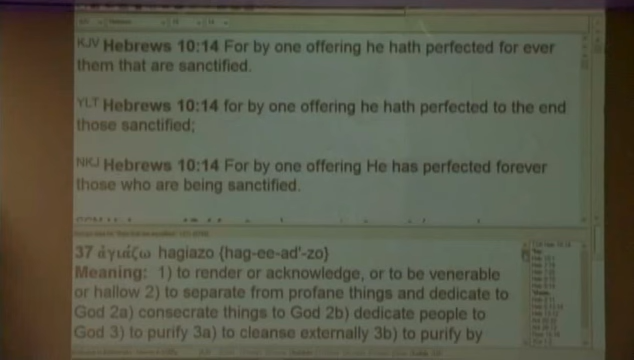 KJV Hebrews 10:14 For by one offering he hath perfected for ever
them that are sanctified.
YLT Hebrews 10:14 for by one offering he hath perfected to the end
those sanctified;
NKJ Hebrews 10:14 For by one offering He has perfected forever
those who are being sanctified.
37 ἁγιάζω hagiazo {hag-ee-ad'-zo}
Meaning: 1) to render or acknowledge, or to be venerable
or hallow 2) to separate from profane things and dedicate to
God 2a) consecrate things to God 2b) dedicate people to
God 3) to purify 3a) to cleanse externally 3b) to purify by